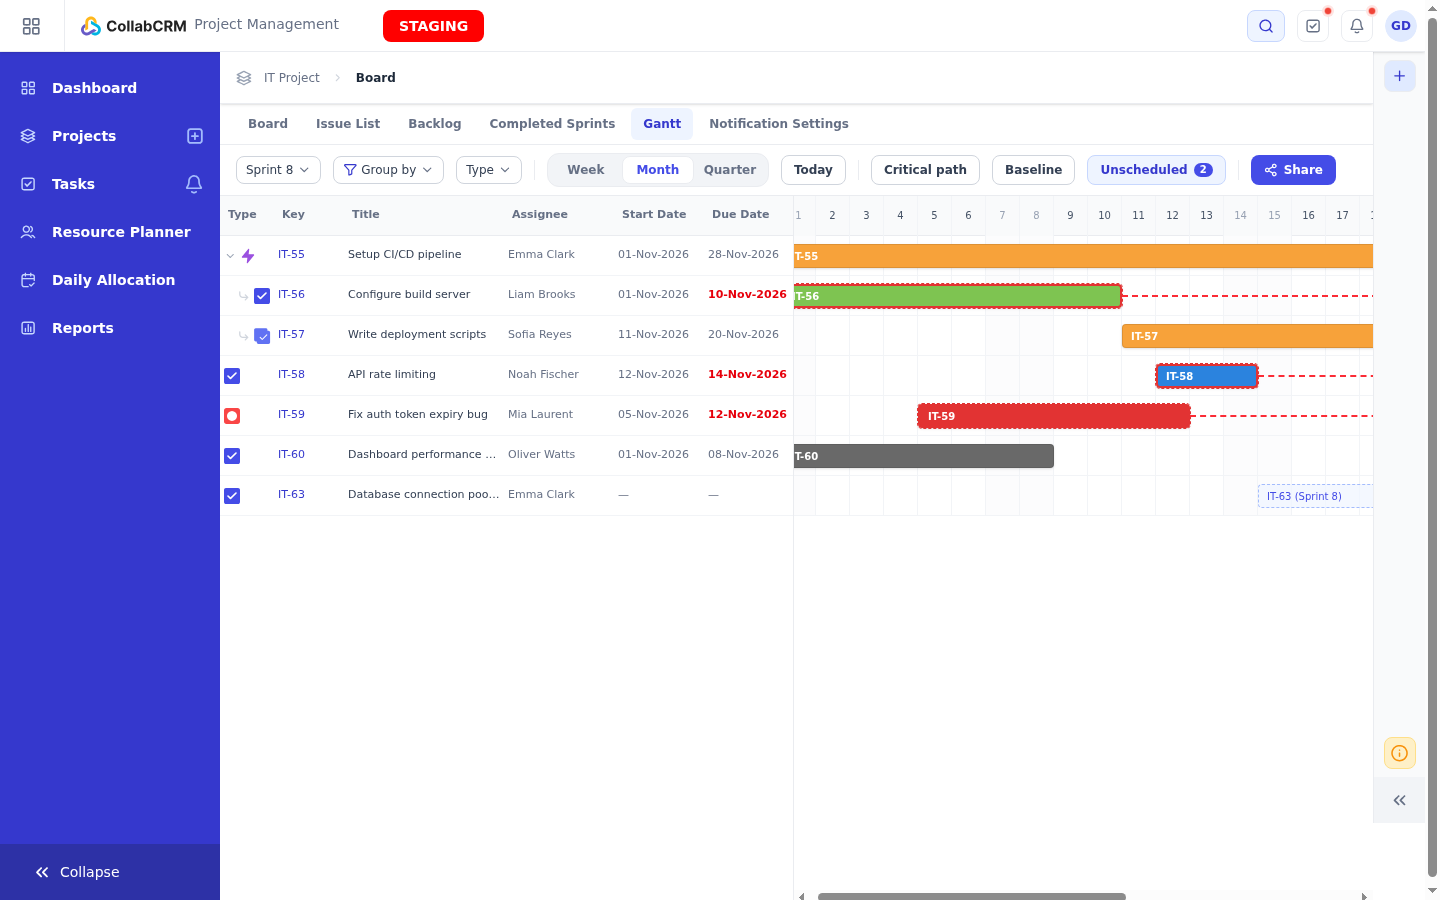 CollabCRM Project Management STAGING GD
Dashboard
Projects
Tasks
Resource Planner
Daily Allocation
Reports
Collapse
IT Project Board
Board Issue List Backlog Completed Sprints Gantt Notification Settings
Sprint 8 Group by Type Week Month Quarter Today Critical path Baseline Unscheduled 2 Share
Type Key Title Assignee Start Date Due Date 1 2 3 4 5 6 7 8 9 10 11 12 13 14 15 16 17
IT-55 Setup CI/CD pipeline Emma Clark 01-Nov-2026 28-Nov-2026 T-55
IT-56 Configure build server Liam Brooks 01-Nov-2026 10-Nov-2026 IT-56
IT-57 Write deployment scripts Sofia Reyes 11-Nov-2026 20-Nov-2026 IT-57
IT-58 API rate limiting Noah Fischer 12-Nov-2026 14-Nov-2026 IT-58
IT-59 Fix auth token expiry bug Mia Laurent 05-Nov-2026 12-Nov-2026 IT-59
IT-60 Dashboard performance ... Oliver Watts 01-Nov-2026 08-Nov-2026 T-60
IT-63 Database connection poo... Emma Clark — — IT-63 (Sprint 8)